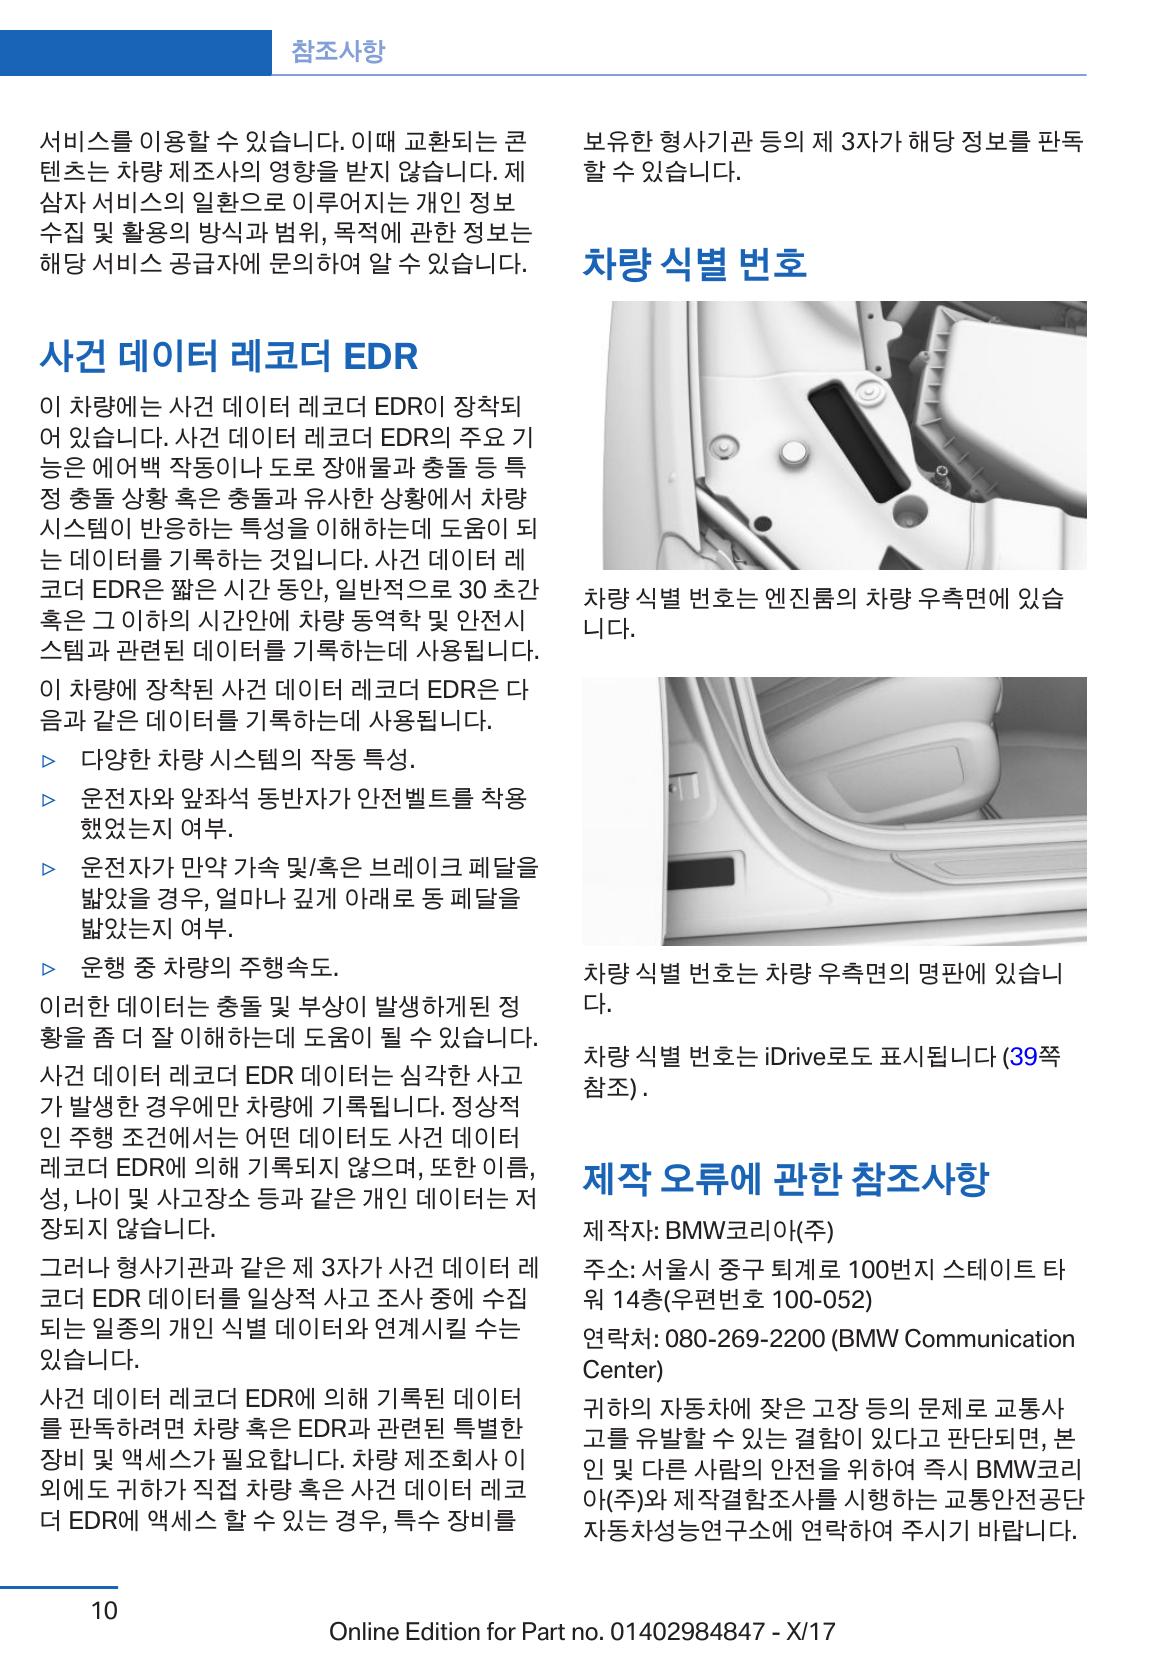 참조사항
서비스를 이용할 수 있습니다. 이때 교환되는 콘
텐츠는 차량 제조사의 영향을 받지 않습니다. 제
삼자 서비스의 일환으로 이루어지는 개인 정보
수집 및 활용의 방식과 범위, 목적에 관한 정보는
해당 서비스 공급자에 문의하여 알 수 있습니다.
사건 데이터 레코더 EDR
이 차량에는 사건 데이터 레코더 EDR이 장착되
어 있습니다. 사건 데이터 레코더 EDR의 주요 기
능은 에어백 작동이나 도로 장애물과 충돌 등 특
정 충돌 상황 혹은 충돌과 유사한 상황에서 차량
시스템이 반응하는 특성을 이해하는데 도움이 되
는 데이터를 기록하는 것입니다. 사건 데이터 레
코더 EDR은 짧은 시간 동안, 일반적으로 30 초간
혹은 그 이하의 시간안에 차량 동역학 및 안전시
스템과 관련된 데이터를 기록하는데 사용됩니다.
이 차량에 장착된 사건 데이터 레코더 EDR은 다
음과 같은 데이터를 기록하는데 사용됩니다.
▷ 다양한 차량 시스템의 작동 특성.
▷ 운전자와 앞좌석 동반자가 안전벨트를 착용
했었는지 여부.
▷ 운전자가 만약 가속 및/혹은 브레이크 페달을
밟았을 경우, 얼마나 깊게 아래로 동 페달을
밟았는지 여부.
▷ 운행 중 차량의 주행속도.
이러한 데이터는 충돌 및 부상이 발생하게된 정
황을 좀 더 잘 이해하는데 도움이 될 수 있습니다.
사건 데이터 레코더 EDR 데이터는 심각한 사고
가 발생한 경우에만 차량에 기록됩니다. 정상적
인 주행 조건에서는 어떤 데이터도 사건 데이터
레코더 EDR에 의해 기록되지 않으며, 또한 이름,
성, 나이 및 사고장소 등과 같은 개인 데이터는 저
장되지 않습니다.
그러나 형사기관과 같은 제 3자가 사건 데이터 레
코더 EDR 데이터를 일상적 사고 조사 중에 수집
되는 일종의 개인 식별 데이터와 연계시킬 수는
있습니다.
사건 데이터 레코더 EDR에 의해 기록된 데이터
를 판독하려면 차량 혹은 EDR과 관련된 특별한
장비 및 액세스가 필요합니다. 차량 제조회사 이
외에도 귀하가 직접 차량 혹은 사건 데이터 레코
더 EDR에 액세스 할 수 있는 경우, 특수 장비를
보유한 형사기관 등의 제 3자가 해당 정보를 판독
할 수 있습니다.
차량 식별 번호
차량 식별 번호는 엔진룸의 차량 우측면에 있습
니다.
차량 식별 번호는 차량 우측면의 명판에 있습니
다.
차량 식별 번호는 iDrive로도 표시됩니다 (39쪽
참조) .
제작 오류에 관한 참조사항
제작자: BMW코리아(주)
주소: 서울시 중구 퇴계로 100번지 스테이트 타
워 14층(우편번호 100-052)
연락처: 080-269-2200 (BMW Communication
Center)
귀하의 자동차에 잦은 고장 등의 문제로 교통사
고를 유발할 수 있는 결함이 있다고 판단되면, 본
인 및 다른 사람의 안전을 위하여 즉시 BMW코리
아(주)와 제작결함조사를 시행하는 교통안전공단
자동차성능연구소에 연락하여 주시기 바랍니다.
10
Online Edition for Part no. 01402984847 - X/17